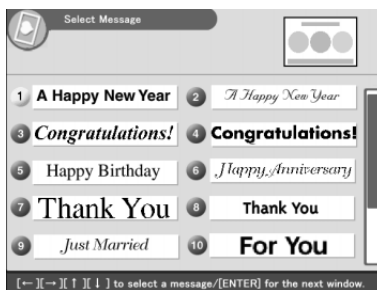 Select Message
1 A Happy New Year
2 A Happy New Year
3 Congratulations!
4 Congratulations!
5 Happy Birthday
6 Happy Anniversary
7 Thank You
8 Thank You
9 Just Married
10 For You
[←][→][↑][↓] to select a message/[ENTER] for the next window.